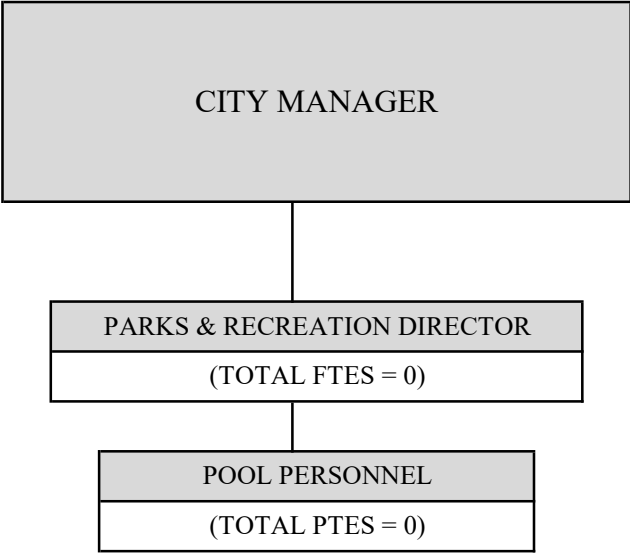 CITY MANAGER
PARKS & RECREATION DIRECTOR
(TOTAL FTES = 0)
POOL PERSONNEL
(TOTAL PTES = 0)